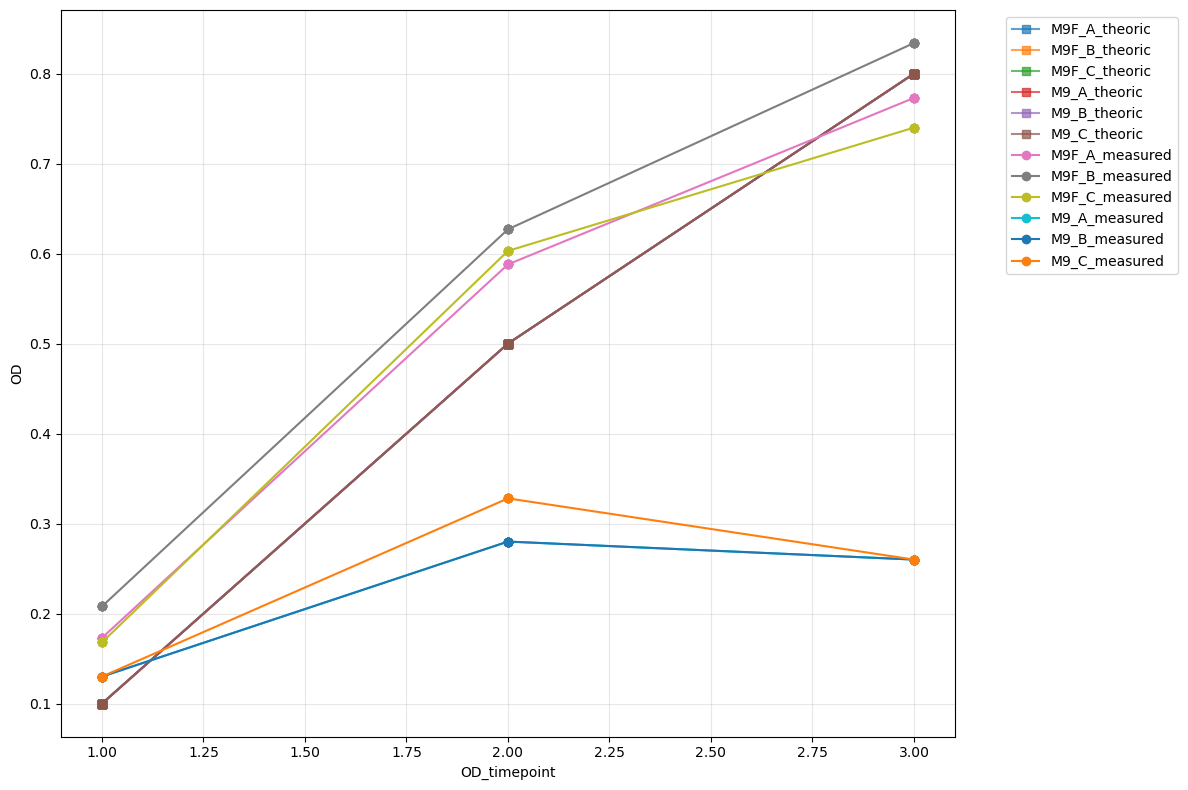 OD
0.8
0.7
0.6
0.5
0.4
0.3
0.2
0.1
1.00 1.25 1.50 1.75 2.00 2.25 2.50 2.75 3.00
OD_timepoint
M9F_A_theoric
M9F_B_theoric
M9F_C_theoric
M9_A_theoric
M9_B_theoric
M9_C_theoric
M9F_A_measured
M9F_B_measured
M9F_C_measured
M9_A_measured
M9_B_measured
M9_C_measured